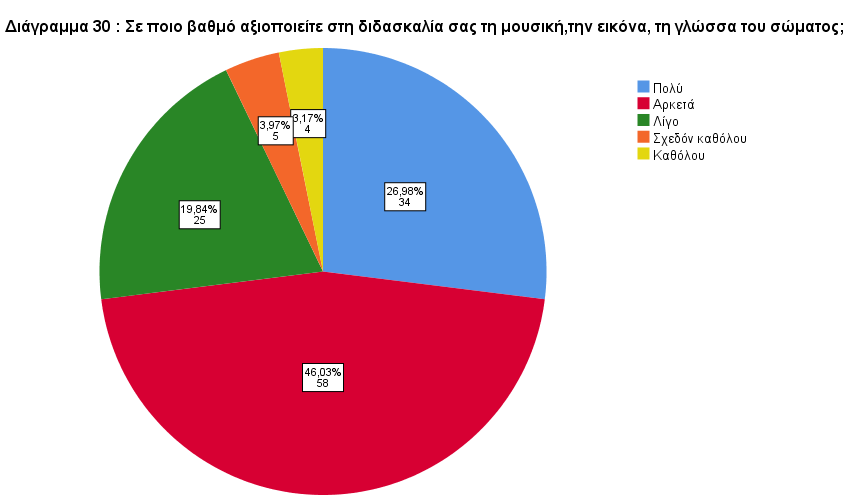 Διάγραμμα 30 : Σε ποιο βαθμό αξιοποιείτε στη διδασκαλία σας τη μουσική,την εικόνα, τη γλώσσα του σώματος;
Πολύ
Αρκετά
Λίγο
Σχεδόν καθόλου
Καθόλου
3,17%
4
3,97%
5
26,98%
34
19,84%
25
46,03%
58